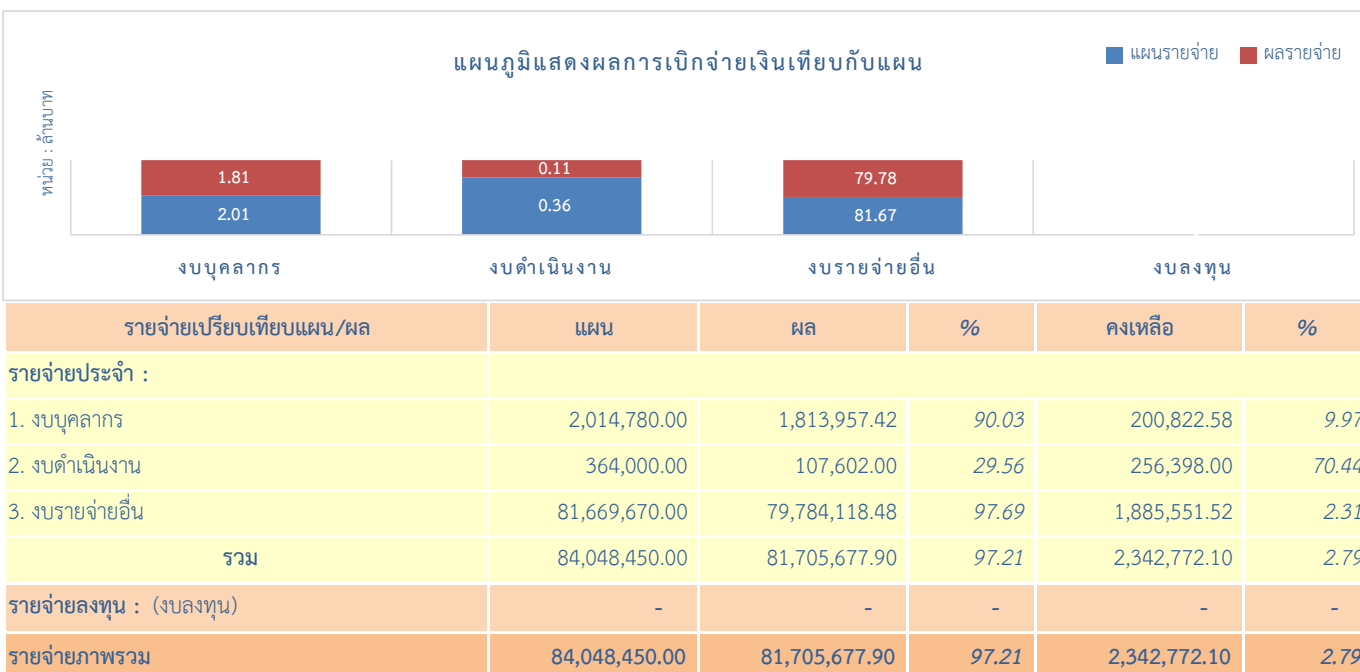 แผนภูมิแสดงผลการเบิกจ่ายเงินเทียบกับแผน
แผนรายจ่าย ผลรายจ่าย
หน่วย : ล้านบาท
1.81 0.11 79.78
2.01 0.36 81.67
งบบุคลากร งบดำเนินงาน งบรายจ่ายอื่น งบลงทุน
รายจ่ายเปรียบเทียบแผน/ผล แผน ผล % คงเหลือ %
รายจ่ายประจำ :
1. งบบุคลากร 2,014,780.00 1,813,957.42 90.03 200,822.58 9.97
2. งบดำเนินงาน 364,000.00 107,602.00 29.56 256,398.00 70.44
3. งบรายจ่ายอื่น 81,669,670.00 79,784,118.48 97.69 1,885,551.52 2.31
รวม 84,048,450.00 81,705,677.90 97.21 2,342,772.10 2.79
รายจ่ายลงทุน : (งบลงทุน) - - - - -
รายจ่ายภาพรวม 84,048,450.00 81,705,677.90 97.21 2,342,772.10 2.79